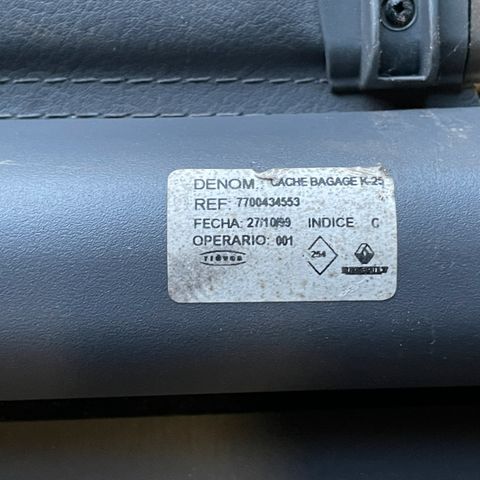 DENOM.: CACHE BAGAGE K-25
REF: 7700434553
FECHA: 27/10/99 INDICE C
OPERARIO: 001
254
RENAULT